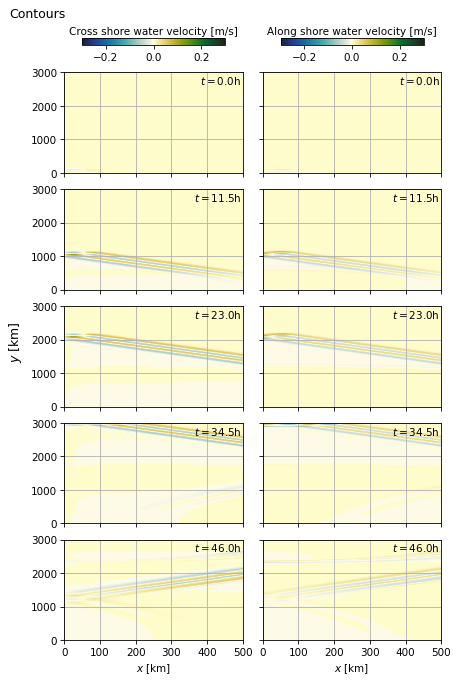 Contours
Cross shore water velocity [m/s]
Along shore water velocity [m/s]
−0.2 0.0 0.2
−0.2 0.0 0.2
3000
2000
1000
0
t = 0.0h
t = 0.0h
3000
2000
1000
0
t = 11.5h
t = 11.5h
3000
2000
1000
0
t = 23.0h
t = 23.0h
y [km]
3000
2000
1000
0
t = 34.5h
t = 34.5h
3000
2000
1000
0
t = 46.0h
t = 46.0h
0 100 200 300 400 500
0 100 200 300 400 500
x [km]
x [km]